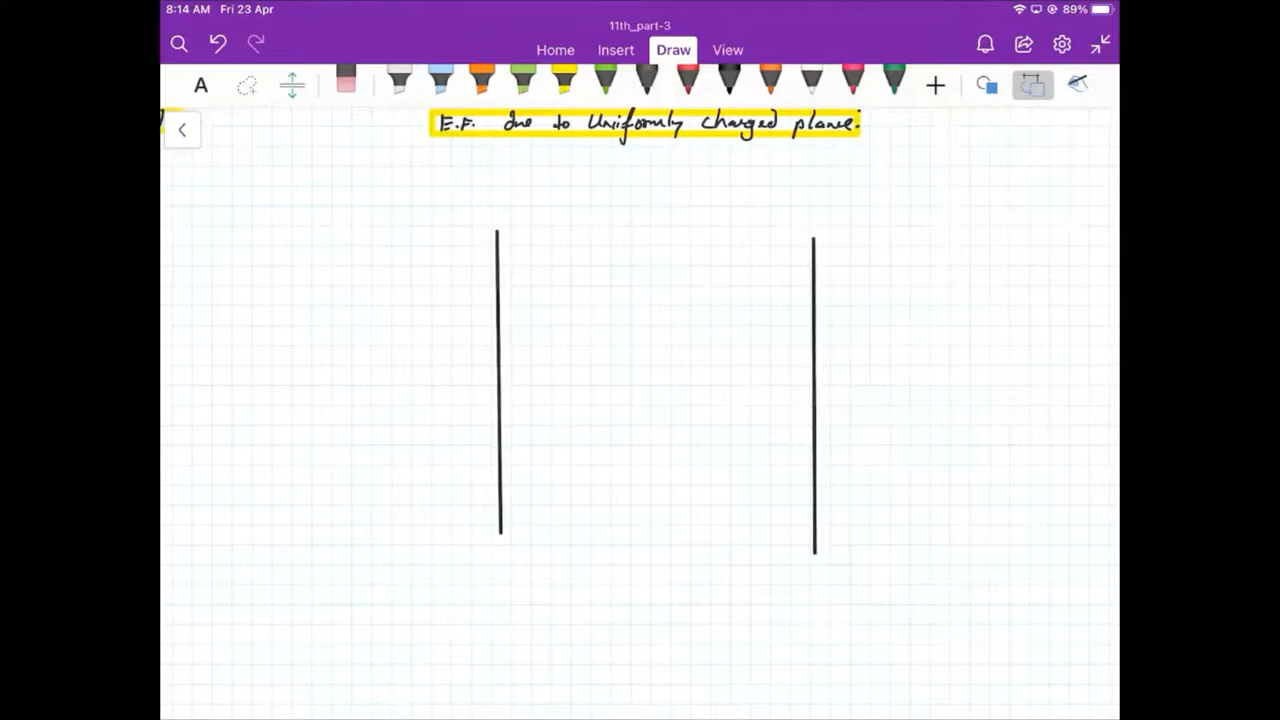 8:14 AM Fri 23 Apr
89%
11th_part-3
Home Insert Draw View
A
E.F. due to Uniformly charged plane.